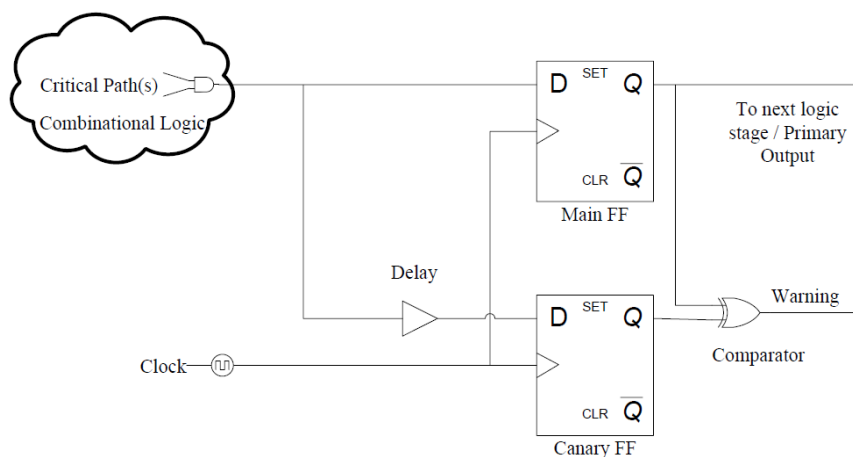 Critical Path(s)
Combinational Logic
D SET Q
CLR Q
Main FF
To next logic
stage / Primary
Output
Delay
D SET Q
CLR Q
Canary FF
Warning
Comparator
Clock